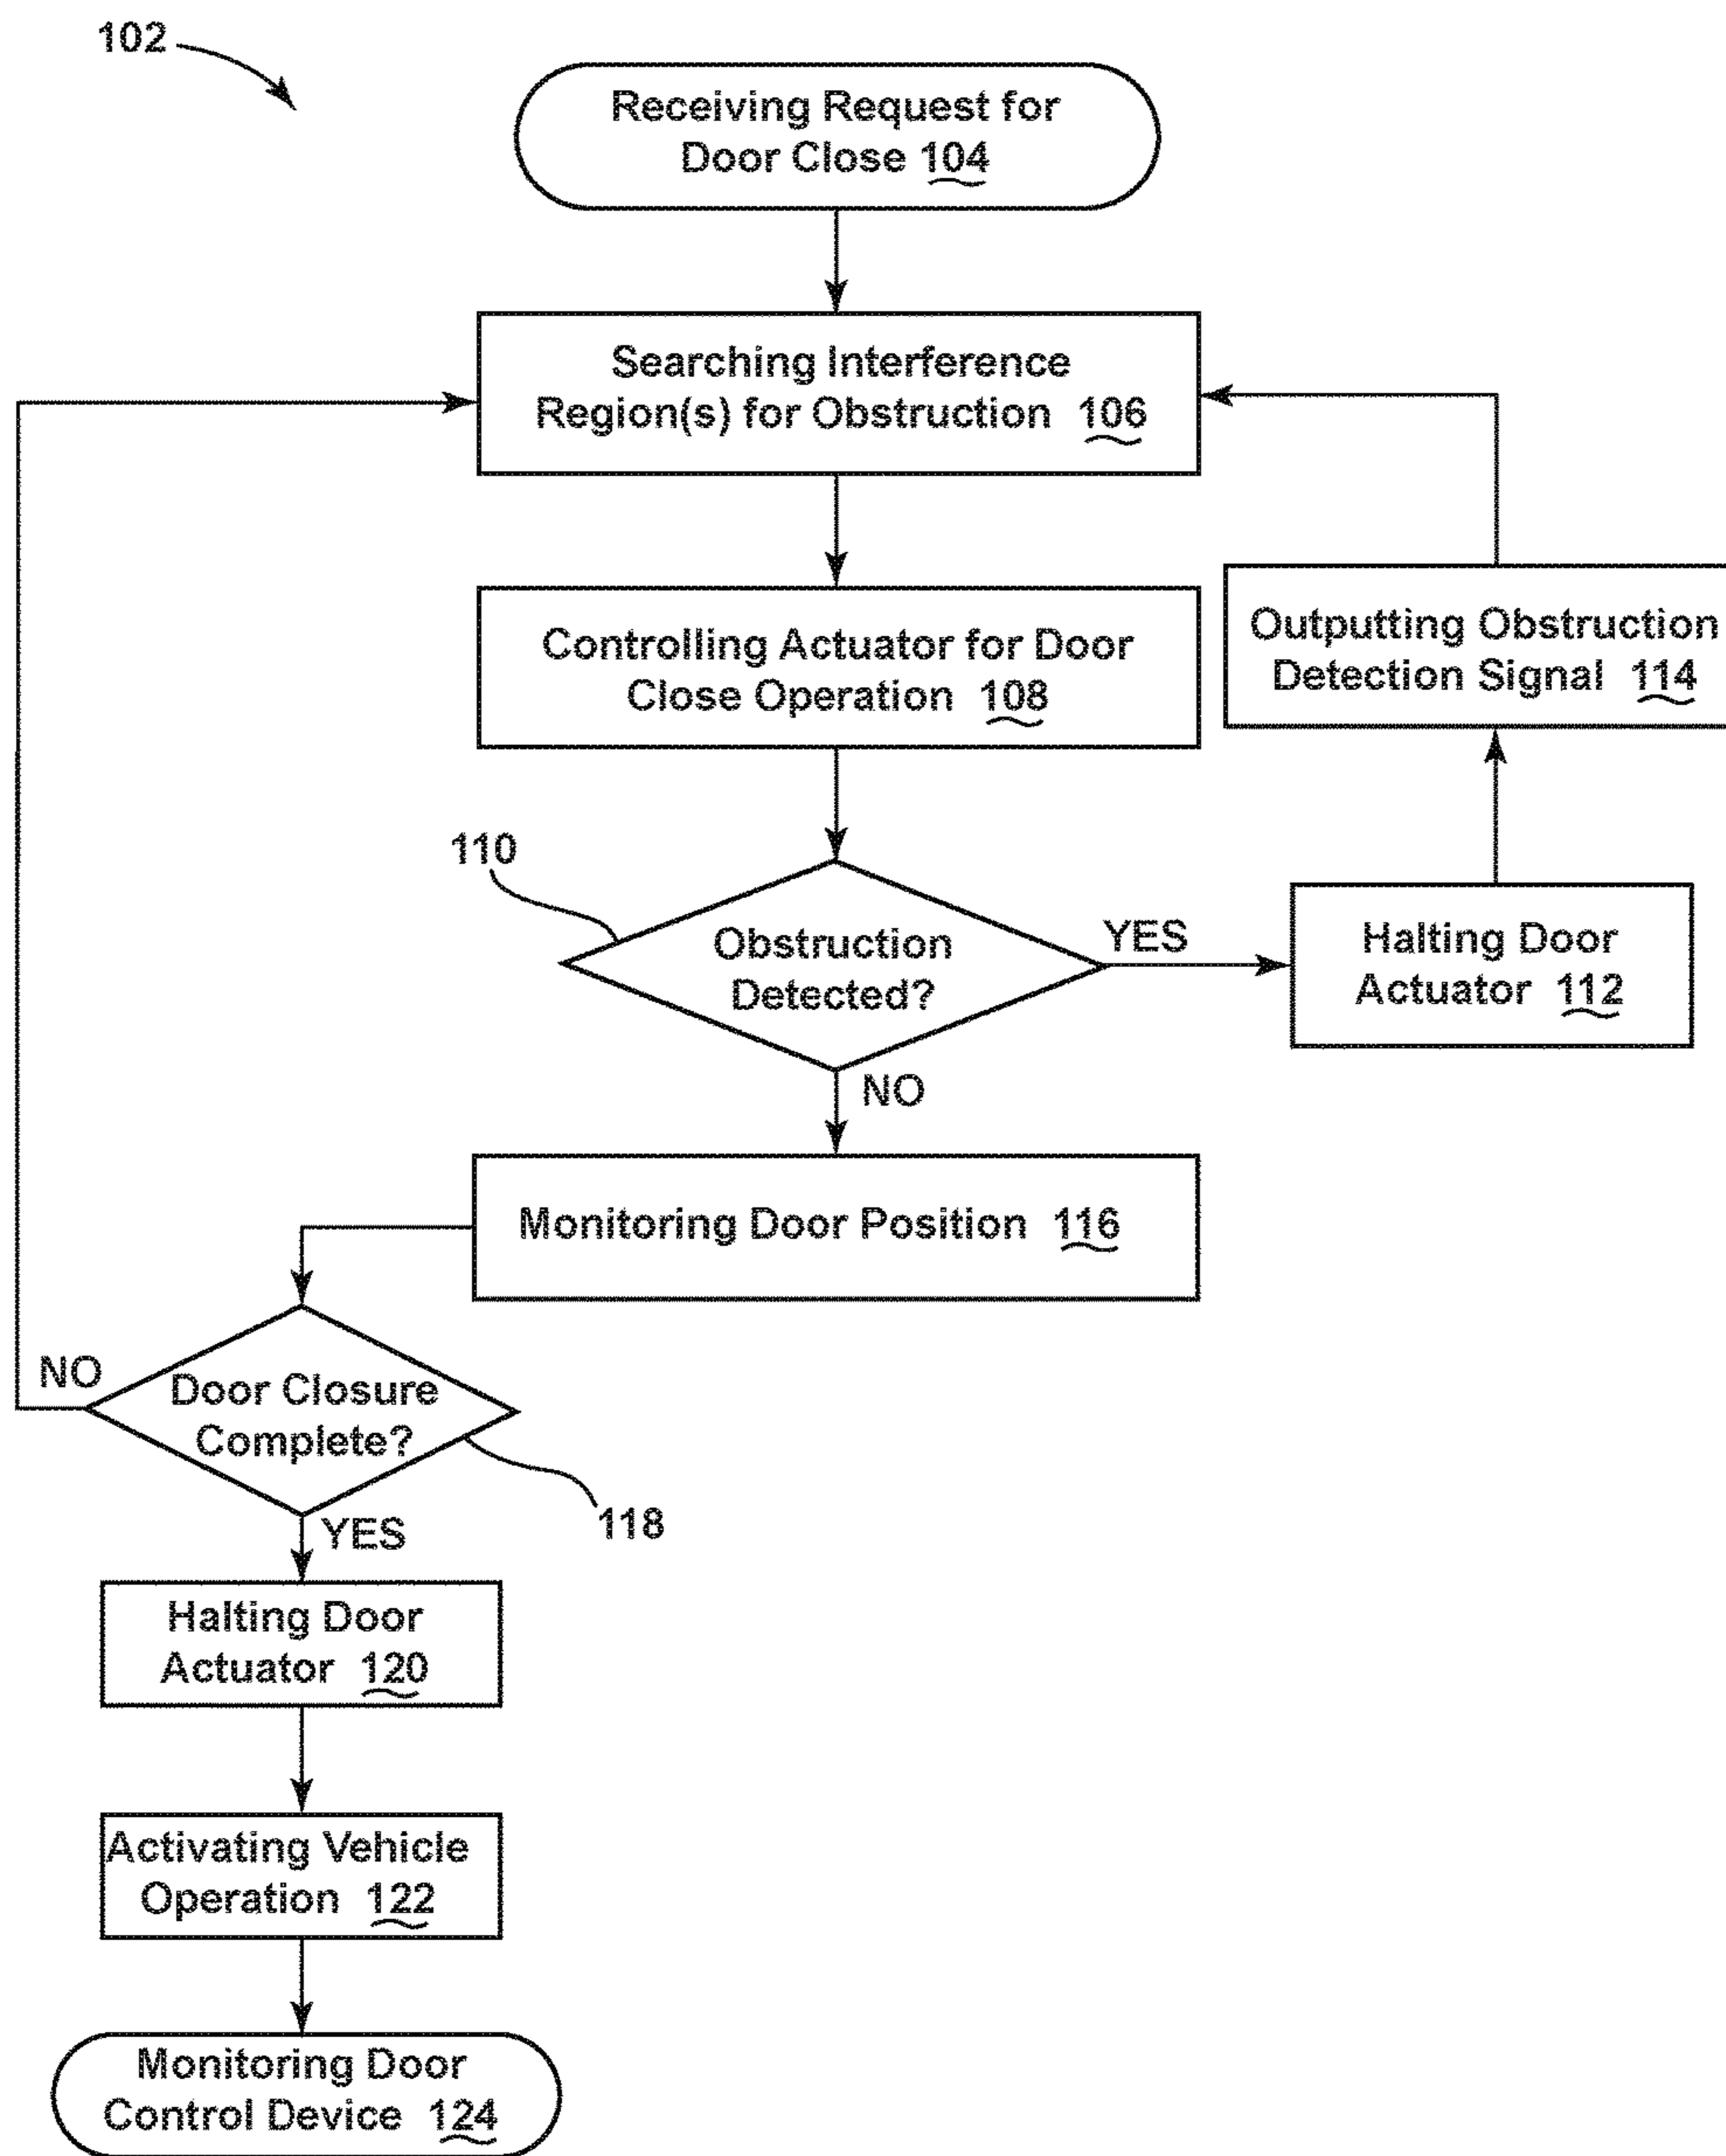 102
Receiving Request for
Door Close 104
Searching Interference
Region(s) for Obstruction 106
Controlling Actuator for Door
Close Operation 108
Outputting Obstruction
Detection Signal 114
110
Obstruction
Detected?
YES
Halting Door
Actuator 112
NO
Monitoring Door Position 116
NO
Door Closure
Complete?
118
YES
Halting Door
Actuator 120
Activating Vehicle
Operation 122
Monitoring Door
Control Device 124